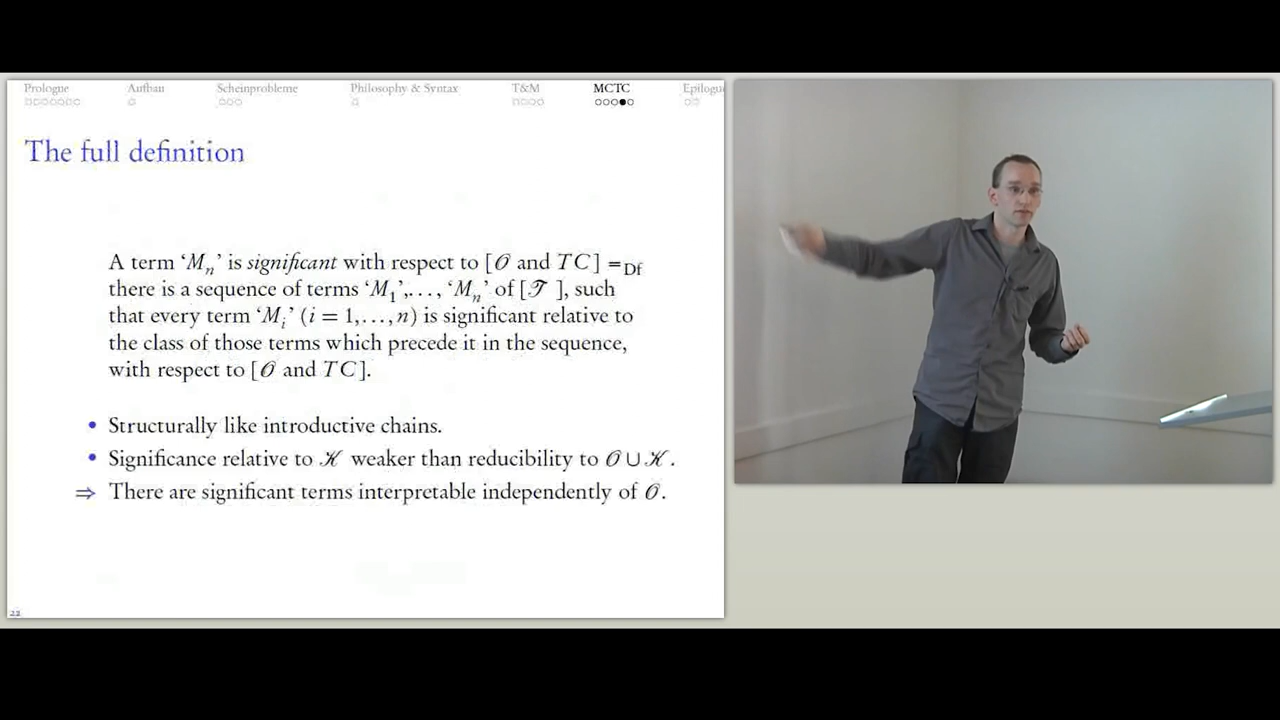 Prologue Aufbau Scheinprobleme Philosophy & Syntax T&M MCTC Epilogu
The full definition
A term ‘Mₙ’ is significant with respect to [𝒪 and TC] =Df
there is a sequence of terms ‘M₁’,…, ‘Mₙ’ of [𝒯 ], such
that every term ‘Mᵢ’ (i = 1,…,n) is significant relative to
the class of those terms which precede it in the sequence,
with respect to [𝒪 and TC].
• Structurally like introductive chains.
• Significance relative to 𝒦 weaker than reducibility to 𝒪 ∪ 𝒦.
⇒ There are significant terms interpretable independently of 𝒪.
22